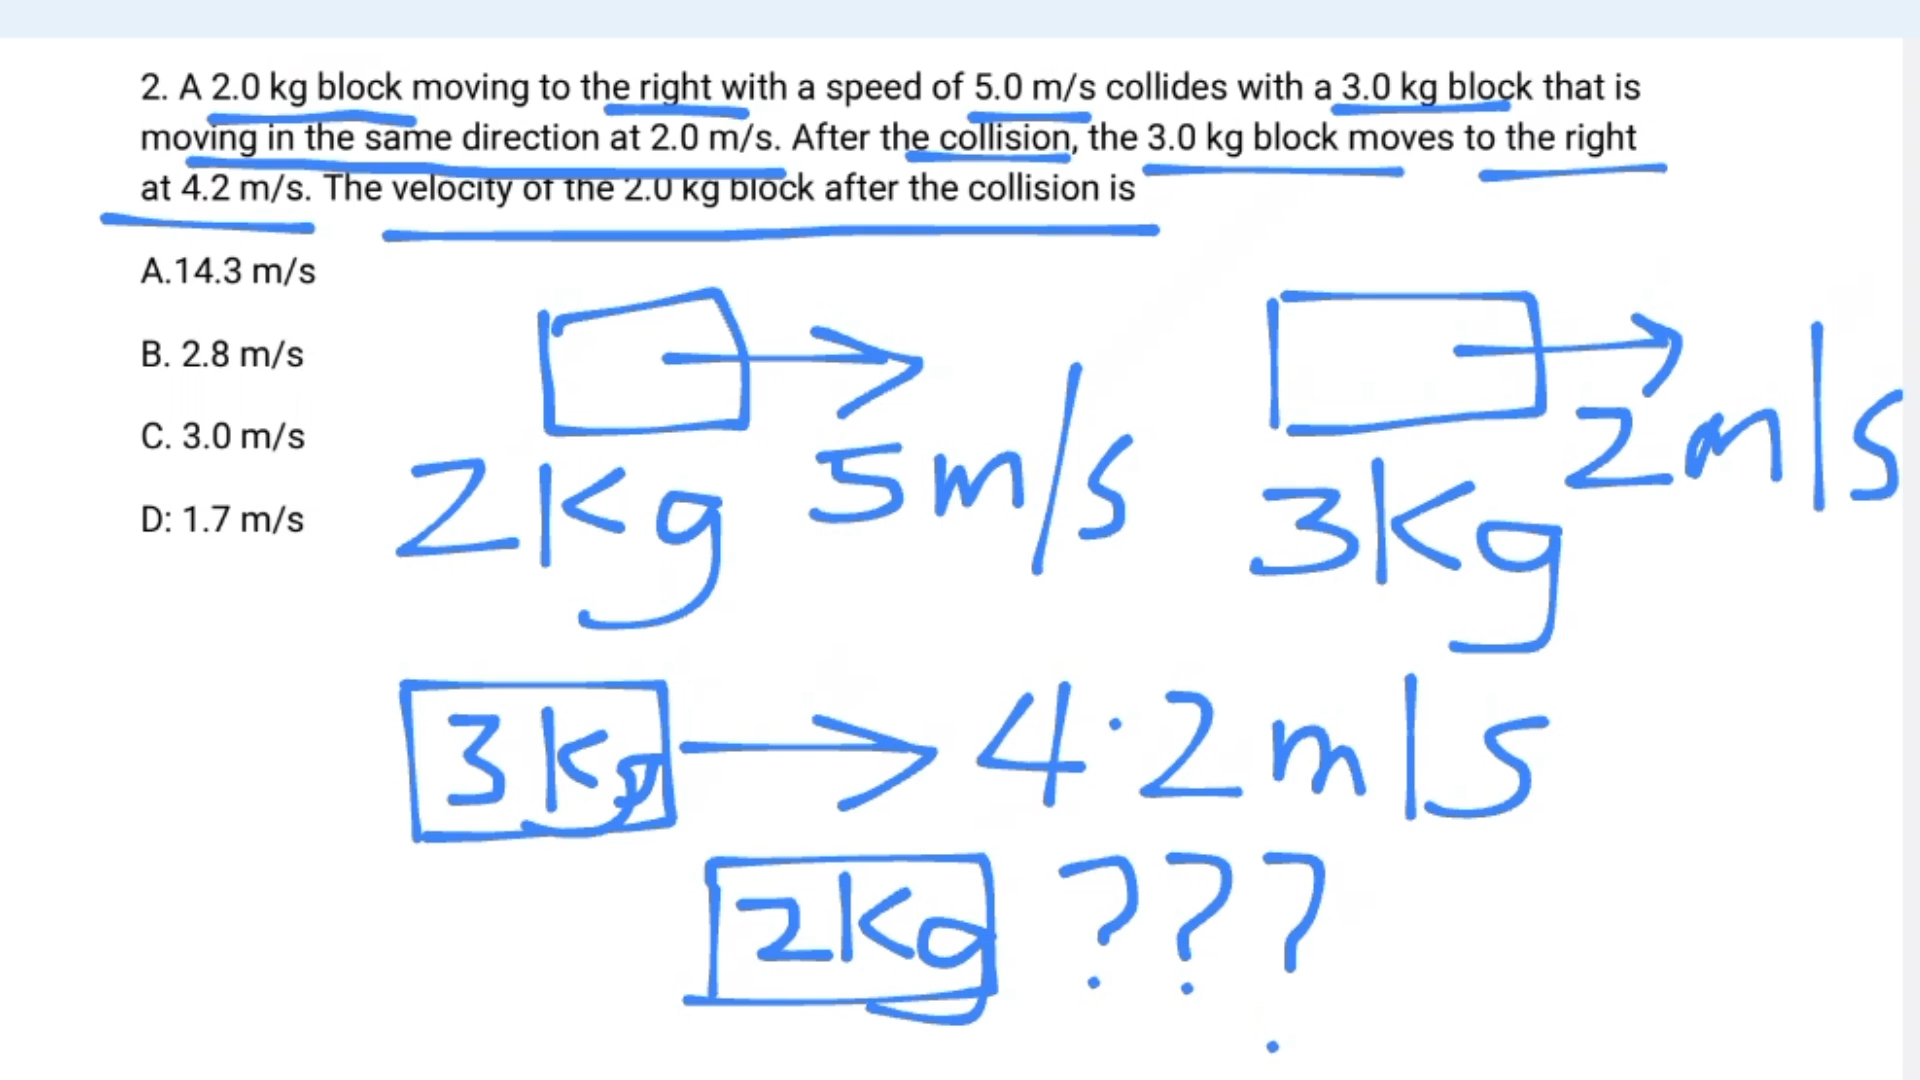 2. A 2.0 kg block moving to the right with a speed of 5.0 m/s collides with a 3.0 kg block that is
moving in the same direction at 2.0 m/s. After the collision, the 3.0 kg block moves to the right
at 4.2 m/s. The velocity of the 2.0 kg block after the collision is
A.14.3 m/s
B. 2.8 m/s
C. 3.0 m/s
D: 1.7 m/s
2kg 5m/s 3kg 2m/s
3kg 4.2m/s
2kg ???